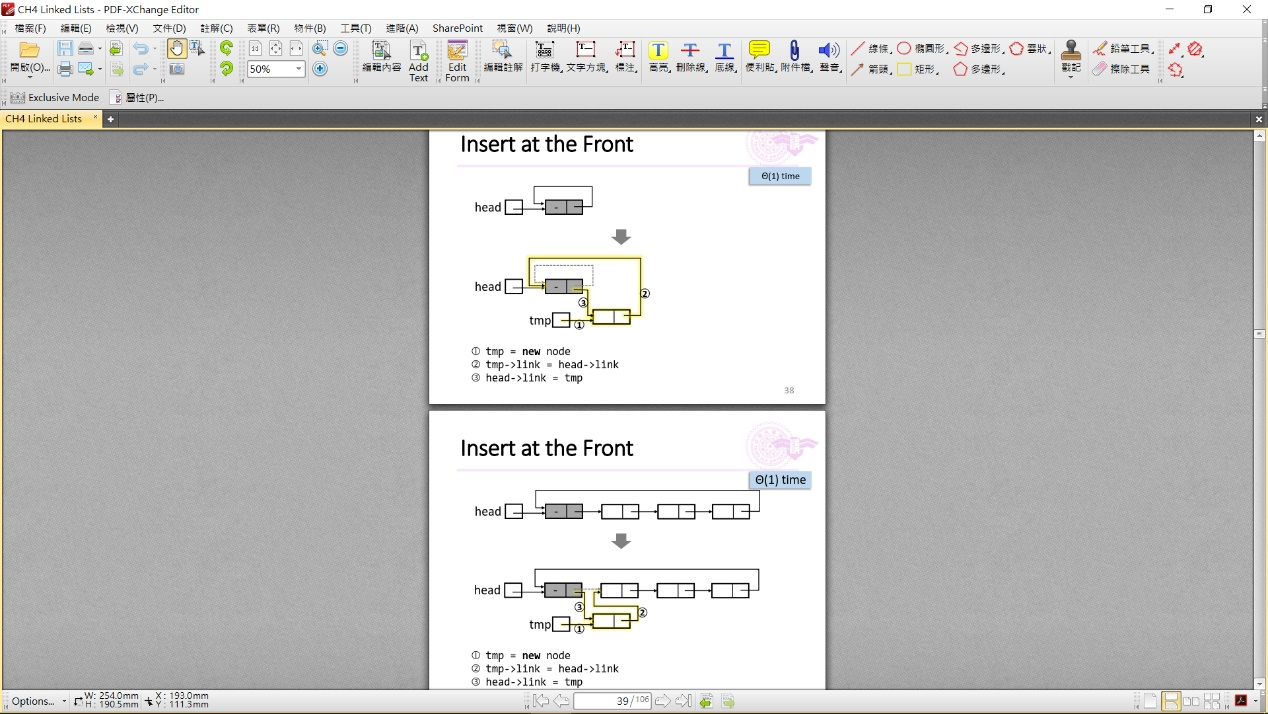 CH4 Linked Lists - PDF-XChange Editor
檔案(F) 編輯(E) 檢視(V) 文件(D) 註解(C) 表單(R) 物件(B) 工具(T) 進階(A) SharePoint 視窗(W) 說明(H)
開啟(O)... 50% 編輯內容 Add Text Edit Form 編輯註解 打字機 文字方塊 標注 高亮 刪除線 底線 便利貼 附件檔 聲音 線條 橢圓形 多邊形 雲狀 箭頭 矩形 多邊形 戳記 鉛筆工具 擦除工具
Exclusive Mode 屬性(P)...
CH4 Linked Lists
Insert at the Front
Θ(1) time
head -
head -
②
③
tmp ①
① tmp = new node
② tmp->link = head->link
③ head->link = tmp
38
Insert at the Front
Θ(1) time
head -
head -
③ ②
tmp ①
① tmp = new node
② tmp->link = head->link
③ head->link = tmp
Options... W: 254.0mm H: 190.5mm X: 193.0mm Y: 111.3mm 39/106